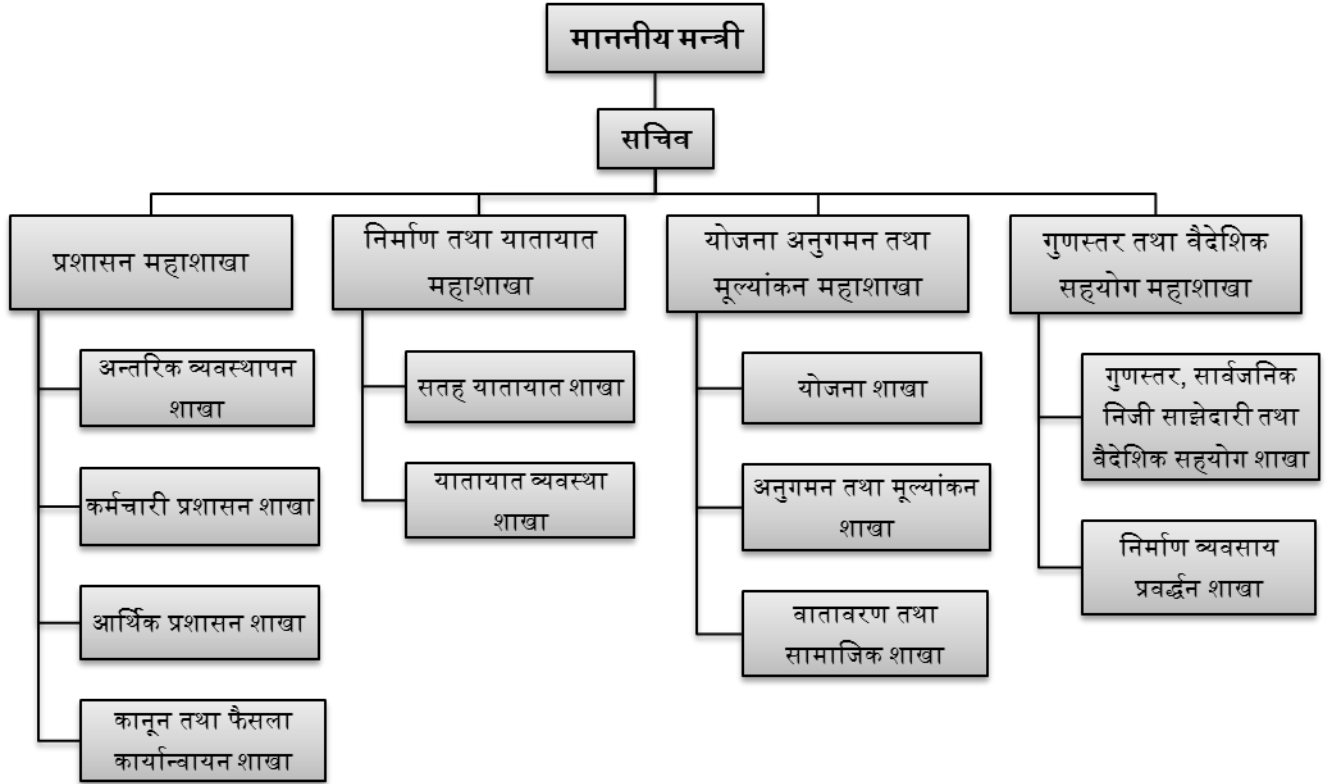 माननीय मन्त्री
सचिव
प्रशासन महाशाखा
अन्तरिक व्यवस्थापन
शाखा
कर्मचारी प्रशासन शाखा
आर्थिक प्रशासन शाखा
कानून तथा फैसला
कार्यान्वायन शाखा
निर्माण तथा यातायात
महाशाखा
सतह यातायात शाखा
यातायात व्यवस्था
शाखा
योजना अनुगमन तथा
मूल्यांकन महाशाखा
योजना शाखा
अनुगमन तथा मूल्यांकन
शाखा
वातावरण तथा
सामाजिक शाखा
गुणस्तर तथा वैदेशिक
सहयोग महाशाखा
गुणस्तर, सार्वजनिक
निजी साझेदारी तथा
वैदेशिक सहयोग शाखा
निर्माण व्यवसाय
प्रवर्द्धन शाखा